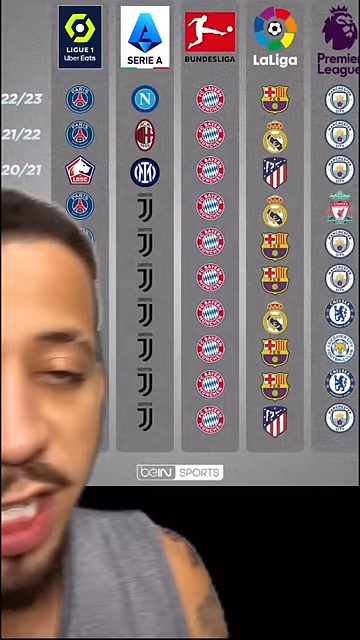 LIGUE 1
Uber Eats
SERIE A
BUNDESLIGA
LaLiga
Premier
League
22/23
21/22
20/21
beIN SPORTS